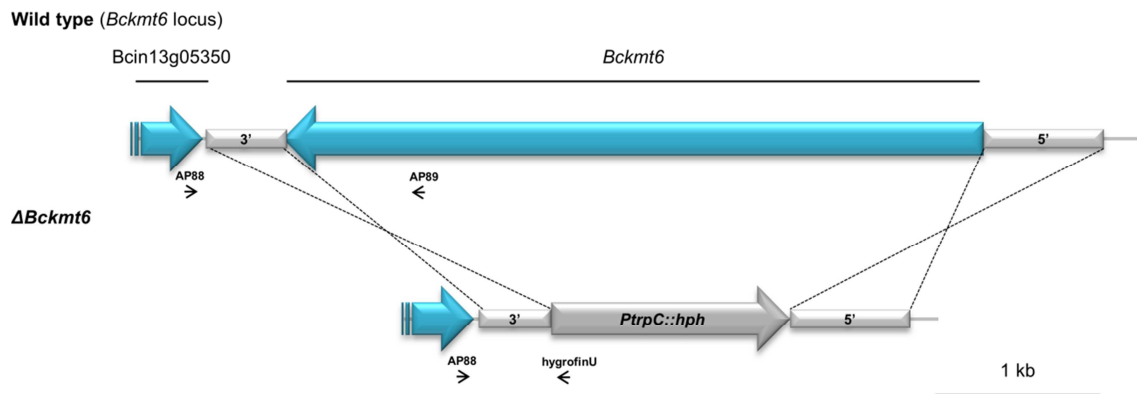 Wild type (Bckmt6 locus)
Bcin13g05350 Bckmt6
3' 5'
AP88 AP89
ΔBckmt6
3' PtrpC::hph 5'
AP88 hygrofinU
1 kb